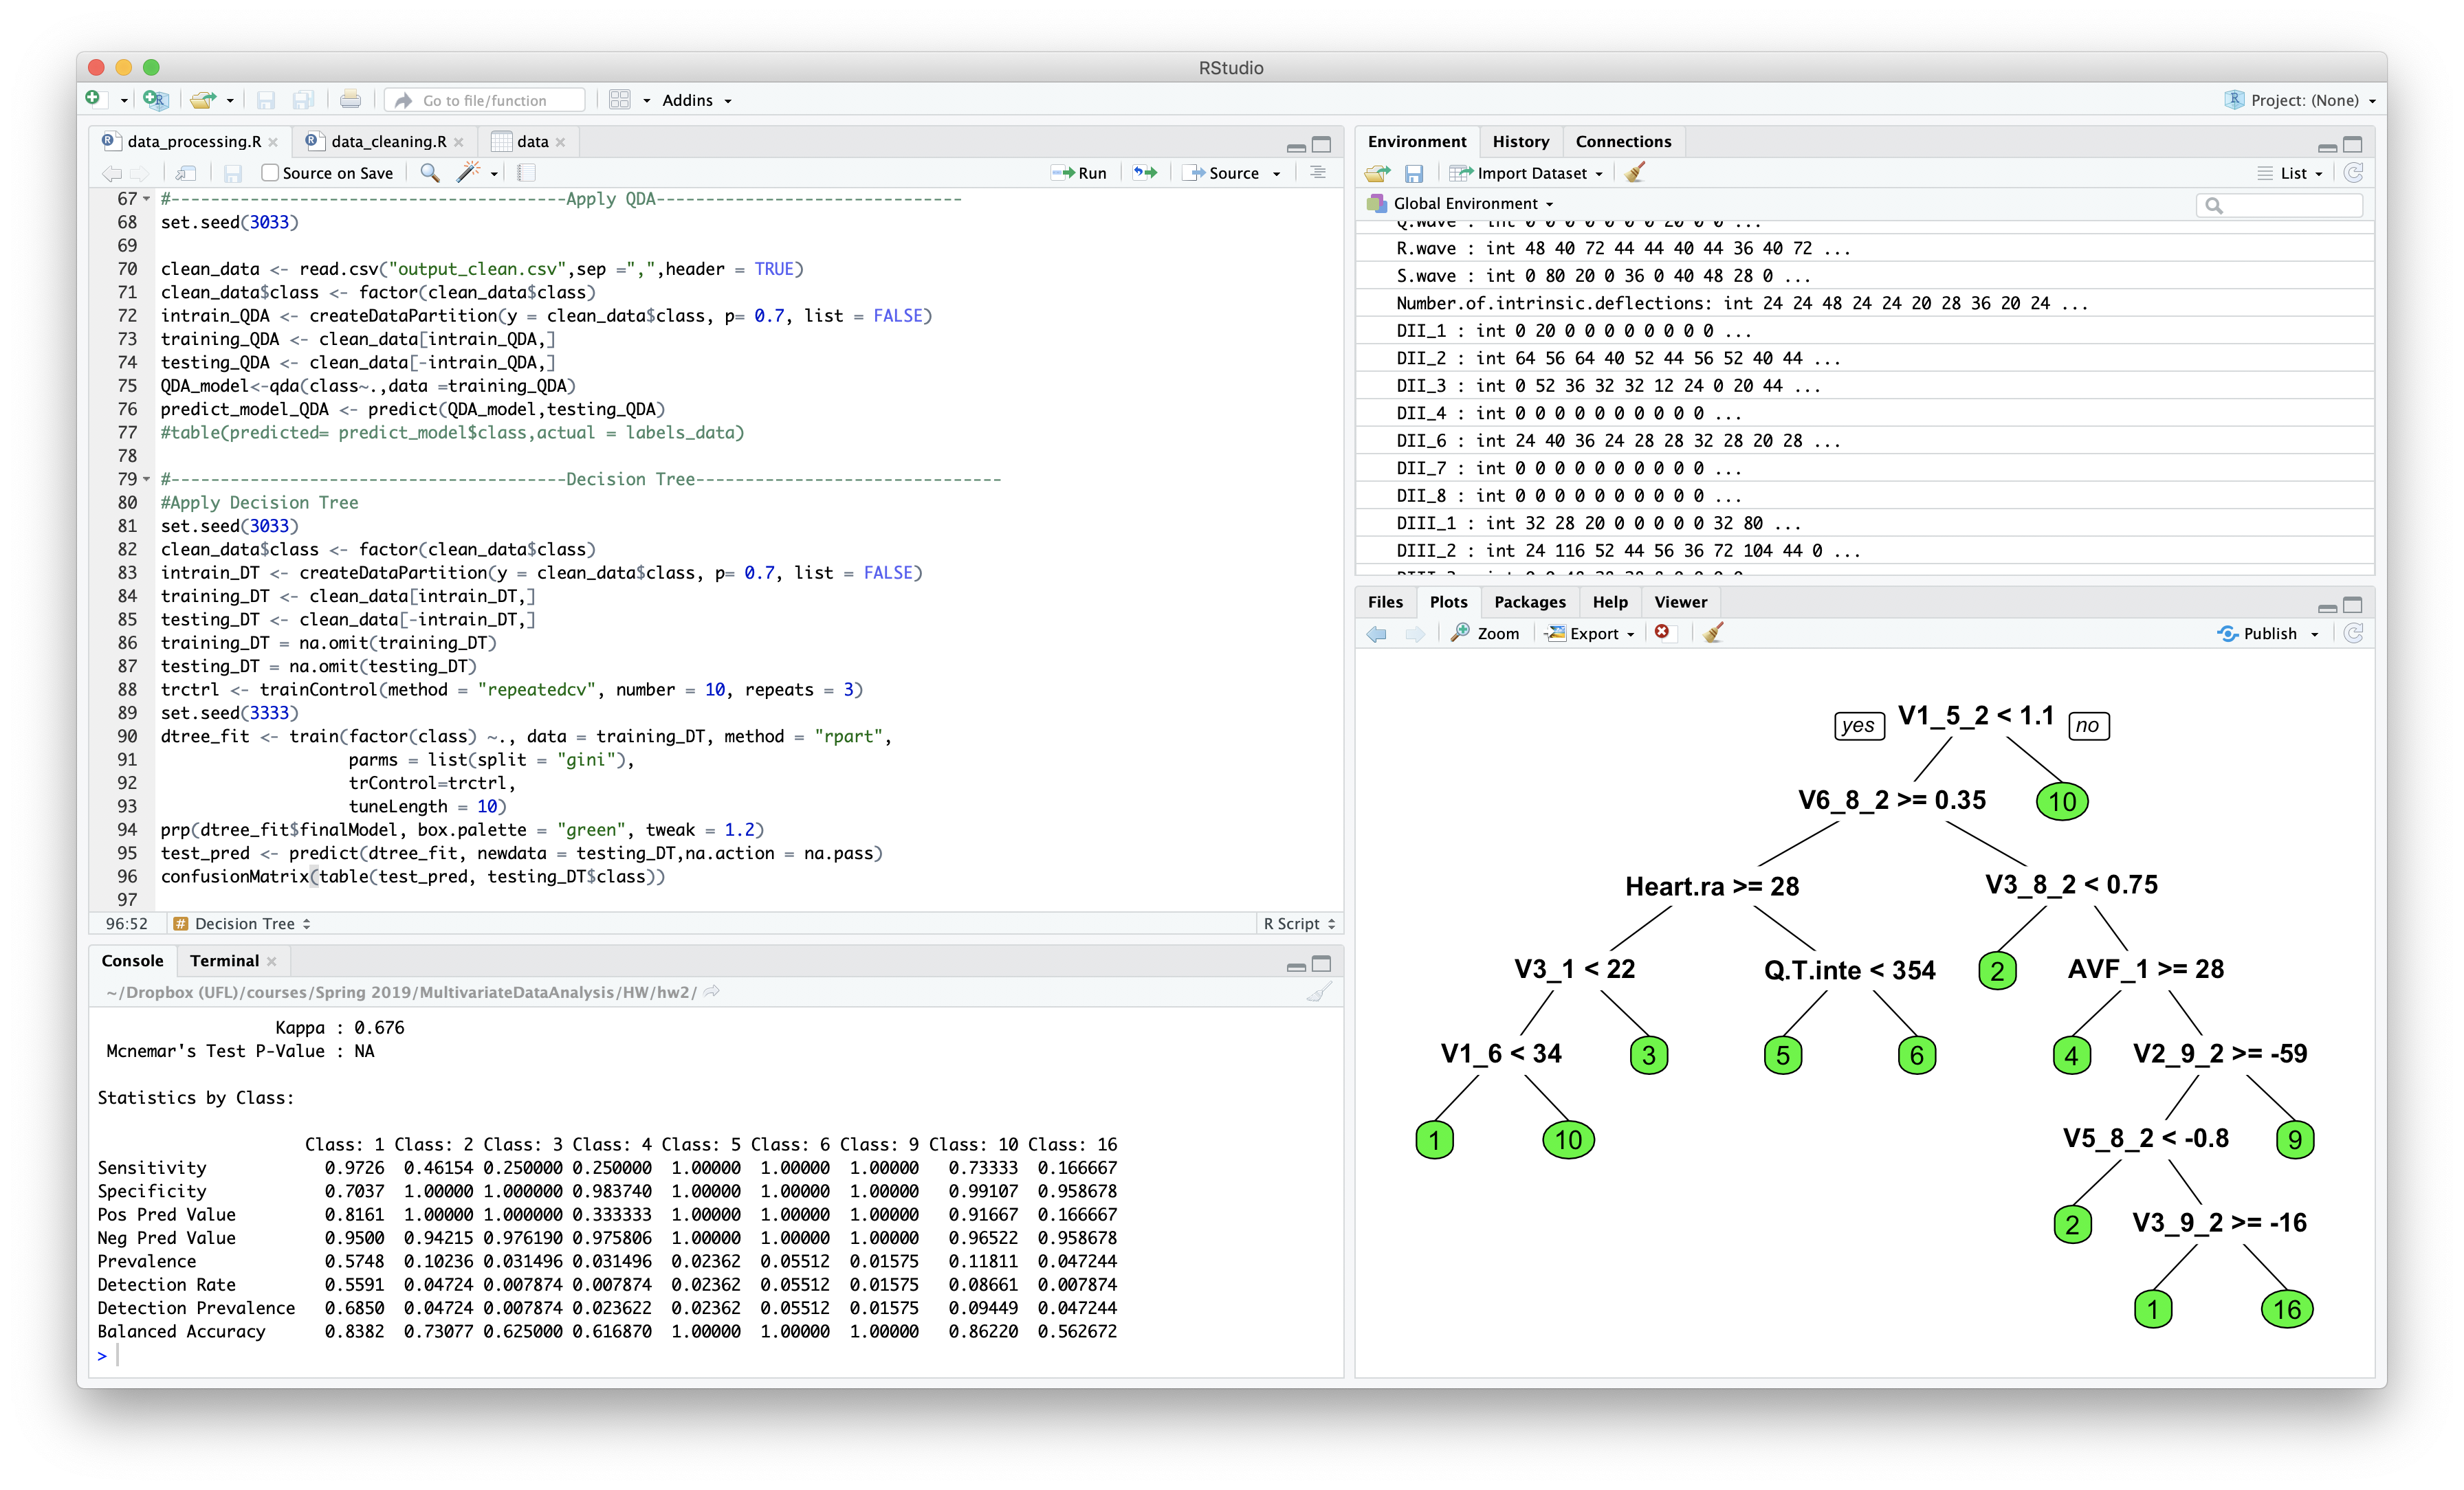 RStudio
Go to file/function
Addins
Project: (None)
data_processing.R
data_cleaning.R
data
Source on Save
Run
Source
67 #----------------------------------------Apply QDA-------------------------------
68 set.seed(3033)
69
70 clean_data <- read.csv("output_clean.csv",sep =",",header = TRUE)
71 clean_data$class <- factor(clean_data$class)
72 intrain_QDA <- createDataPartition(y = clean_data$class, p= 0.7, list = FALSE)
73 training_QDA <- clean_data[intrain_QDA,]
74 testing_QDA <- clean_data[-intrain_QDA,]
75 QDA_model<-qda(class~.,data =training_QDA)
76 predict_model_QDA <- predict(QDA_model,testing_QDA)
77 #table(predicted= predict_model$class,actual = labels_data)
78
79 #----------------------------------------Decision Tree-------------------------------
80 #Apply Decision Tree
81 set.seed(3033)
82 clean_data$class <- factor(clean_data$class)
83 intrain_DT <- createDataPartition(y = clean_data$class, p= 0.7, list = FALSE)
84 training_DT <- clean_data[intrain_DT,]
85 testing_DT <- clean_data[-intrain_DT,]
86 training_DT = na.omit(training_DT)
87 testing_DT = na.omit(testing_DT)
88 trctrl <- trainControl(method = "repeatedcv", number = 10, repeats = 3)
89 set.seed(3333)
90 dtree_fit <- train(factor(class) ~., data = training_DT, method = "rpart",
91 parms = list(split = "gini"),
92 trControl=trctrl,
93 tuneLength = 10)
94 prp(dtree_fit$finalModel, box.palette = "green", tweak = 1.2)
95 test_pred <- predict(dtree_fit, newdata = testing_DT,na.action = na.pass)
96 confusionMatrix(table(test_pred, testing_DT$class))
97
96:52 # Decision Tree R Script
Console Terminal
~/Dropbox (UFL)/courses/Spring 2019/MultivariateDataAnalysis/HW/hw2/
Kappa : 0.676
Mcnemar's Test P-Value : NA
Statistics by Class:
Class: 1 Class: 2 Class: 3 Class: 4 Class: 5 Class: 6 Class: 9 Class: 10 Class: 16
Sensitivity 0.9726 0.46154 0.250000 0.250000 1.00000 1.00000 1.00000 0.73333 0.166667
Specificity 0.7037 1.00000 1.000000 0.983740 1.00000 1.00000 1.00000 0.99107 0.958678
Pos Pred Value 0.8161 1.00000 1.000000 0.333333 1.00000 1.00000 1.00000 0.91667 0.166667
Neg Pred Value 0.9500 0.94215 0.976190 0.975806 1.00000 1.00000 1.00000 0.96522 0.958678
Prevalence 0.5748 0.10236 0.031496 0.031496 0.02362 0.05512 0.01575 0.11811 0.047244
Detection Rate 0.5591 0.04724 0.007874 0.007874 0.02362 0.05512 0.01575 0.08661 0.007874
Detection Prevalence 0.6850 0.04724 0.007874 0.023622 0.02362 0.05512 0.01575 0.09449 0.047244
Balanced Accuracy 0.8382 0.73077 0.625000 0.616870 1.00000 1.00000 1.00000 0.86220 0.562672
>
Environment History Connections
Import Dataset List
Global Environment
Q.wave : int 0 0 0 0 0 0 0 20 0 0 ...
R.wave : int 48 40 72 44 44 40 44 36 40 72 ...
S.wave : int 0 80 20 0 36 0 40 48 28 0 ...
Number.of.intrinsic.deflections: int 24 24 48 24 24 20 28 36 20 24 ...
DII_1 : int 0 20 0 0 0 0 0 0 0 0 ...
DII_2 : int 64 56 64 40 52 44 56 52 40 44 ...
DII_3 : int 0 52 36 32 32 12 24 0 20 44 ...
DII_4 : int 0 0 0 0 0 0 0 0 0 0 ...
DII_6 : int 24 40 36 24 28 28 32 28 20 28 ...
DII_7 : int 0 0 0 0 0 0 0 0 0 0 ...
DII_8 : int 0 0 0 0 0 0 0 0 0 0 ...
DIII_1 : int 32 28 20 0 0 0 0 0 32 80 ...
DIII_2 : int 24 116 52 44 56 36 72 104 44 0 ...
Files Plots Packages Help Viewer
Zoom Export Publish
yes V1_5_2 < 1.1 no
V6_8_2 >= 0.35 10
Heart.ra >= 28 V3_8_2 < 0.75
V3_1 < 22 Q.T.inte < 354 2 AVF_1 >= 28
V1_6 < 34 3 5 6 4 V2_9_2 >= -59
1 10 V5_8_2 < -0.8 9
2 V3_9_2 >= -16
1 16